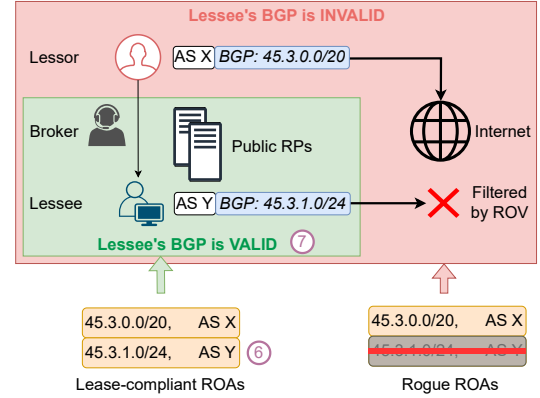 Lessee's BGP is INVALID
Lessor
AS X BGP: 45.3.0.0/20
Broker
Public RPs
Internet
Lessee
AS Y BGP: 45.3.1.0/24
Filtered
by ROV
Lessee's BGP is VALID 7
45.3.0.0/20, AS X
45.3.1.0/24, AS Y 6
Lease-compliant ROAs
45.3.0.0/20, AS X
45.3.1.0/24, AS Y
Rogue ROAs